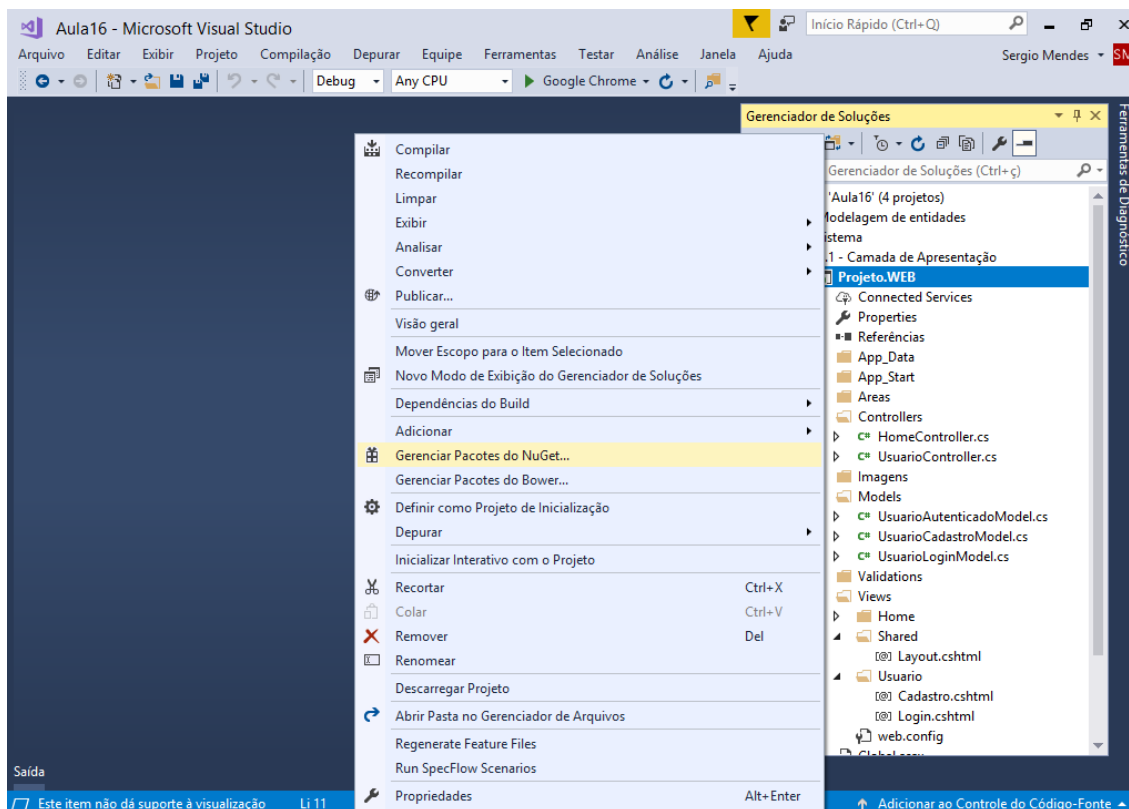 Aula16 - Microsoft Visual Studio
Início Rápido (Ctrl+Q)
Arquivo Editar Exibir Projeto Compilação Depurar Equipe Ferramentas Testar Análise Janela Ajuda
Sergio Mendes
Debug Any CPU Google Chrome
Compilar
Recompilar
Limpar
Exibir
Analisar
Converter
Publicar...
Visão geral
Mover Escopo para o Item Selecionado
Novo Modo de Exibição do Gerenciador de Soluções
Dependências do Build
Adicionar
Gerenciar Pacotes do NuGet...
Gerenciar Pacotes do Bower...
Definir como Projeto de Inicialização
Depurar
Inicializar Interativo com o Projeto
Recortar Ctrl+X
Colar Ctrl+V
Remover Del
Renomear
Descarregar Projeto
Abrir Pasta no Gerenciador de Arquivos
Regenerate Feature Files
Run SpecFlow Scenarios
Propriedades Alt+Enter
Gerenciador de Soluções
Gerenciador de Soluções (Ctrl+ç)
'Aula16' (4 projetos)
Modelagem de entidades
istema
.1 - Camada de Apresentação
Projeto.WEB
Connected Services
Properties
Referências
App_Data
App_Start
Areas
Controllers
C# HomeController.cs
C# UsuarioController.cs
Imagens
Models
C# UsuarioAutenticadoModel.cs
C# UsuarioCadastroModel.cs
C# UsuarioLoginModel.cs
Validations
Views
Home
Shared
[@] Layout.cshtml
Usuario
[@] Cadastro.cshtml
[@] Login.cshtml
web.config
Ferramentas de Diagnóstico
Saída
Este item não dá suporte à visualização Li 11
Adicionar ao Controle do Código-Fonte